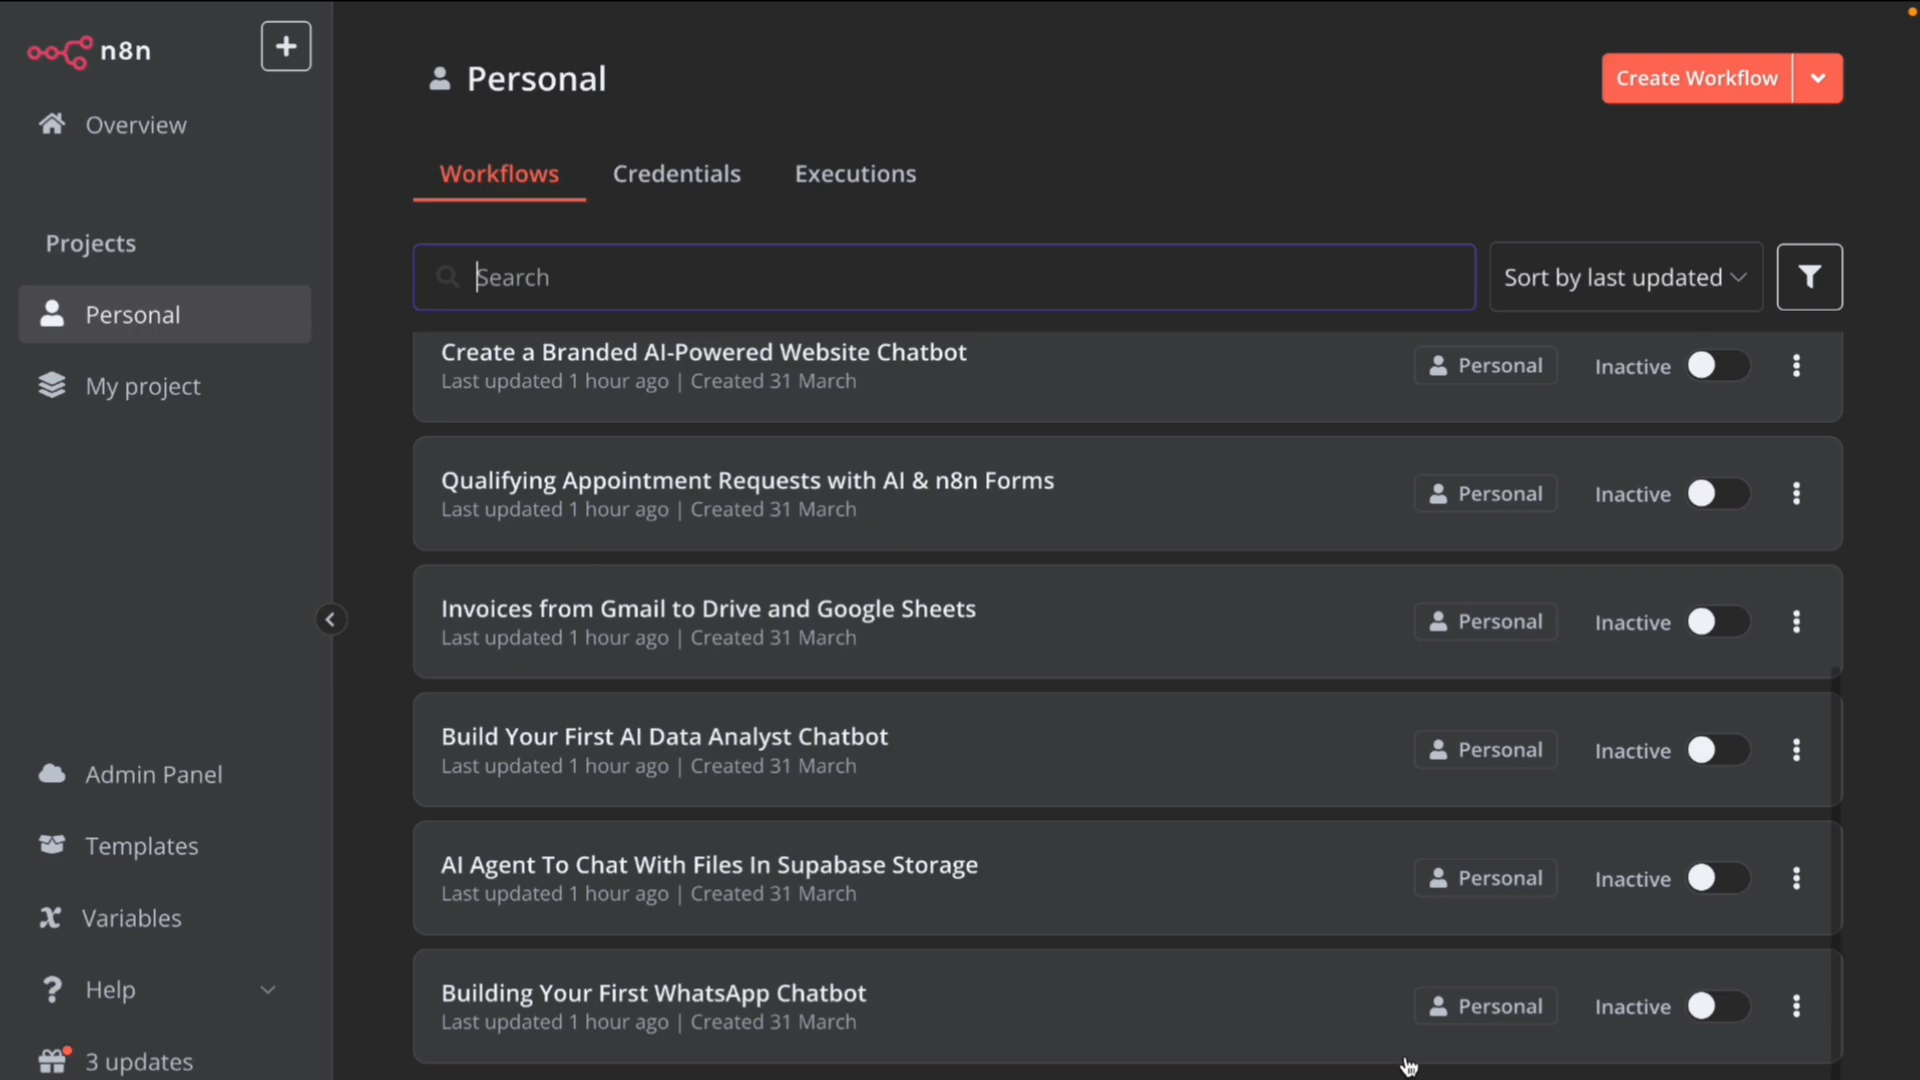 n8n
Overview
Projects
Personal
My project
Admin Panel
Templates
Variables
Help
3 updates
Personal
Create Workflow
Workflows
Credentials
Executions
Search
Sort by last updated
Create a Branded AI-Powered Website Chatbot
Last updated 1 hour ago | Created 31 March
Personal
Inactive
Qualifying Appointment Requests with AI & n8n Forms
Last updated 1 hour ago | Created 31 March
Personal
Inactive
Invoices from Gmail to Drive and Google Sheets
Last updated 1 hour ago | Created 31 March
Personal
Inactive
Build Your First AI Data Analyst Chatbot
Last updated 1 hour ago | Created 31 March
Personal
Inactive
AI Agent To Chat With Files In Supabase Storage
Last updated 1 hour ago | Created 31 March
Personal
Inactive
Building Your First WhatsApp Chatbot
Last updated 1 hour ago | Created 31 March
Personal
Inactive